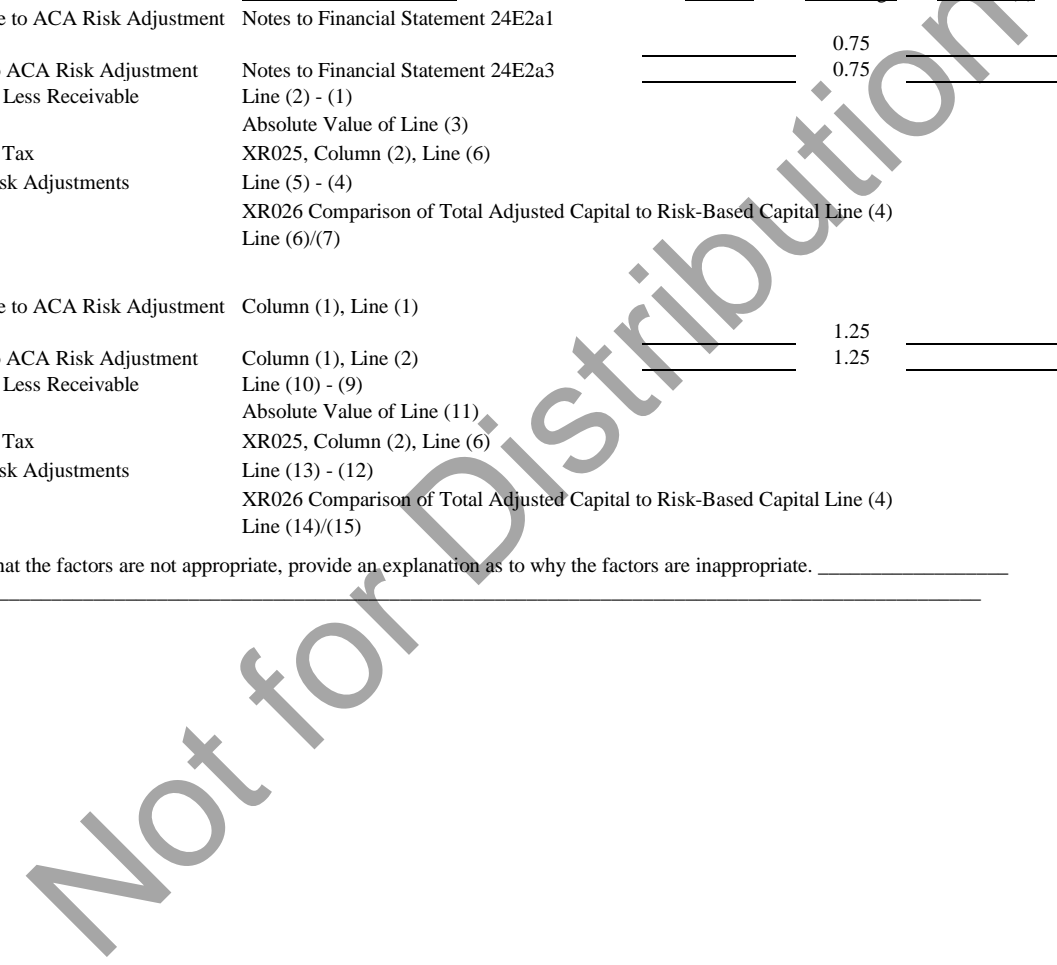 e to ACA Risk Adjustment Notes to Financial Statement 24E2a1
0.75
ACA Risk Adjustment Notes to Financial Statement 24E2a3 0.75
Less Receivable Line (2) - (1)
Absolute Value of Line (3)
Tax XR025, Column (2), Line (6)
sk Adjustments Line (5) - (4)
XR026 Comparison of Total Adjusted Capital to Risk-Based Capital Line (4)
Line (6)/(7)
e to ACA Risk Adjustment Column (1), Line (1)
1.25
ACA Risk Adjustment Column (1), Line (2) 1.25
Less Receivable Line (10) - (9)
Absolute Value of Line (11)
Tax XR025, Column (2), Line (6)
sk Adjustments Line (13) - (12)
XR026 Comparison of Total Adjusted Capital to Risk-Based Capital Line (4)
Line (14)/(15)
hat the factors are not appropriate, provide an explanation as to why the factors are inappropriate.
Not for Distribution